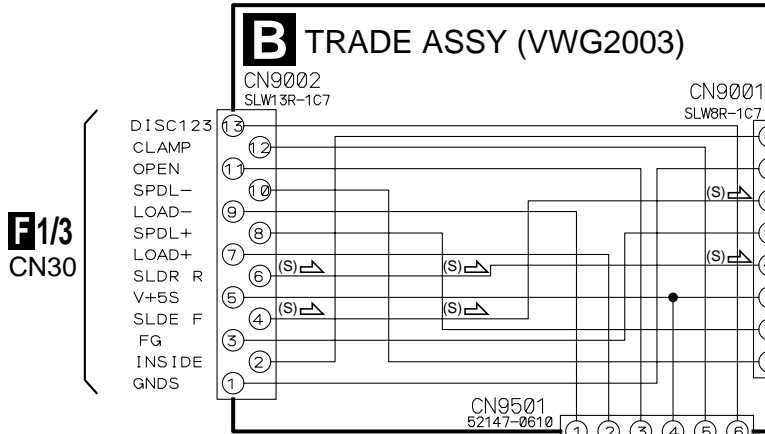 B TRADE ASSY (VWG2003)
CN9002
SLW13R-1C7
CN9001
SLW8R-1C7
DISC123 13
CLAMP 12
OPEN 11
SPDL- 10
LOAD- 9
SPDL+ 8
LOAD+ 7
SLDR R 6 (S) (S) (S)
V+5S 5
SLDE F 4 (S) (S) (S)
FG 3
INSIDE 2
GNDS 1
F 1/3
CN30
CN9501
52147-0610
1 2 3 4 5 6